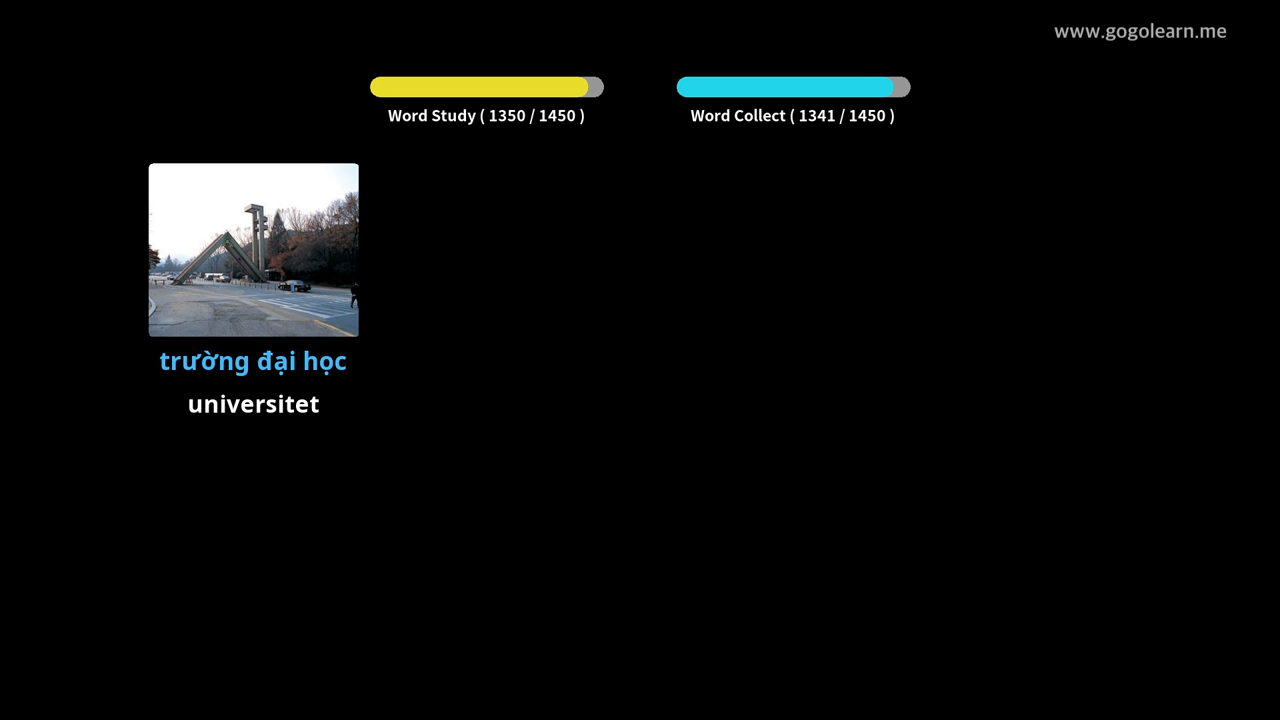 www.gogolearn.me
Word Study ( 1350 / 1450 )
Word Collect ( 1341 / 1450 )
trường đại học
universitet